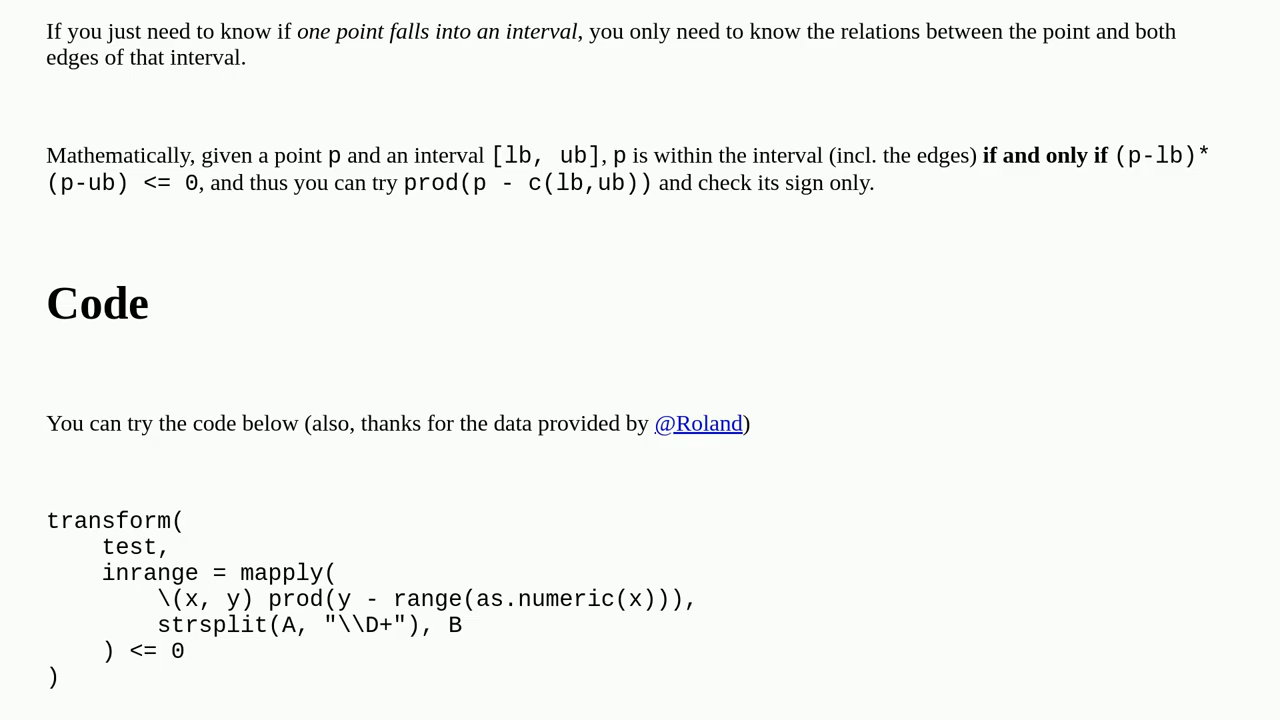 If you just need to know if one point falls into an interval, you only need to know the relations between the point and both
edges of that interval.
Mathematically, given a point p and an interval [lb, ub], p is within the interval (incl. the edges) if and only if (p-lb)*
(p-ub) <= 0, and thus you can try prod(p - c(lb,ub)) and check its sign only.
Code
You can try the code below (also, thanks for the data provided by @Roland)
transform(
    test,
    inrange = mapply(
        \(x, y) prod(y - range(as.numeric(x))),
        strsplit(A, "\\D+"), B
    ) <= 0
)